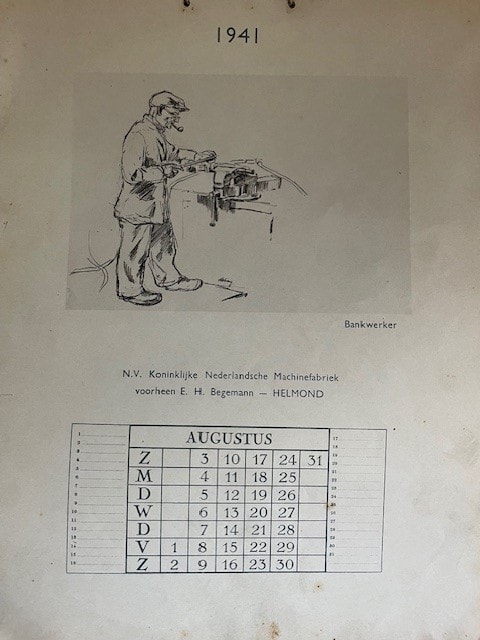 1941
Bankwerker
N.V. Koninklijke Nederlandsche Machinefabriek
voorheen E. H. Begemann — HELMOND
AUGUSTUS
Z 3 10 17 24 31
M 4 11 18 25
D 5 12 19 26
W 6 13 20 27
D 7 14 21 28
V 1 8 15 22 29
Z 2 9 16 23 30